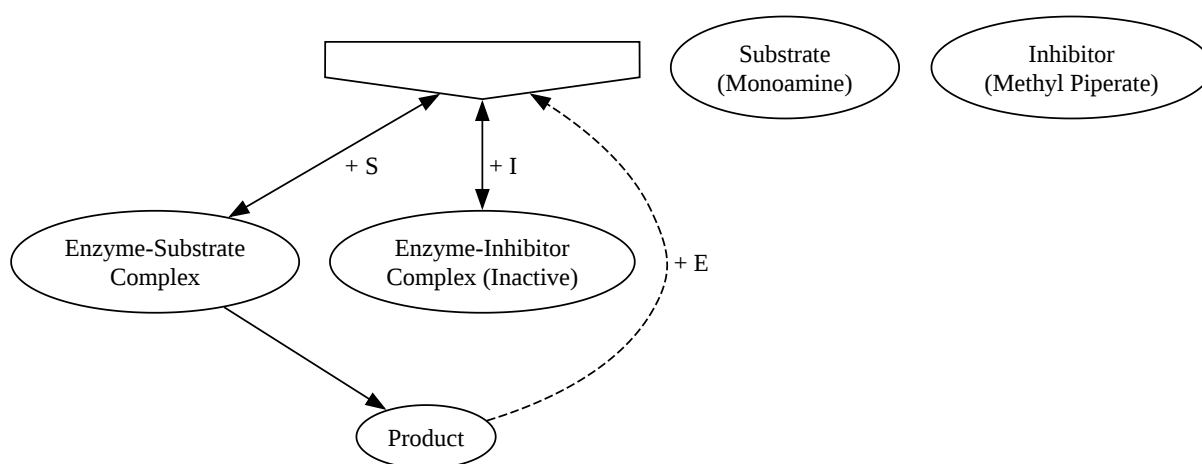 Substrate
(Monoamine)
Inhibitor
(Methyl Piperate)
+ S
+ I
Enzyme-Substrate
Complex
Enzyme-Inhibitor
Complex (Inactive)
+ E
Product